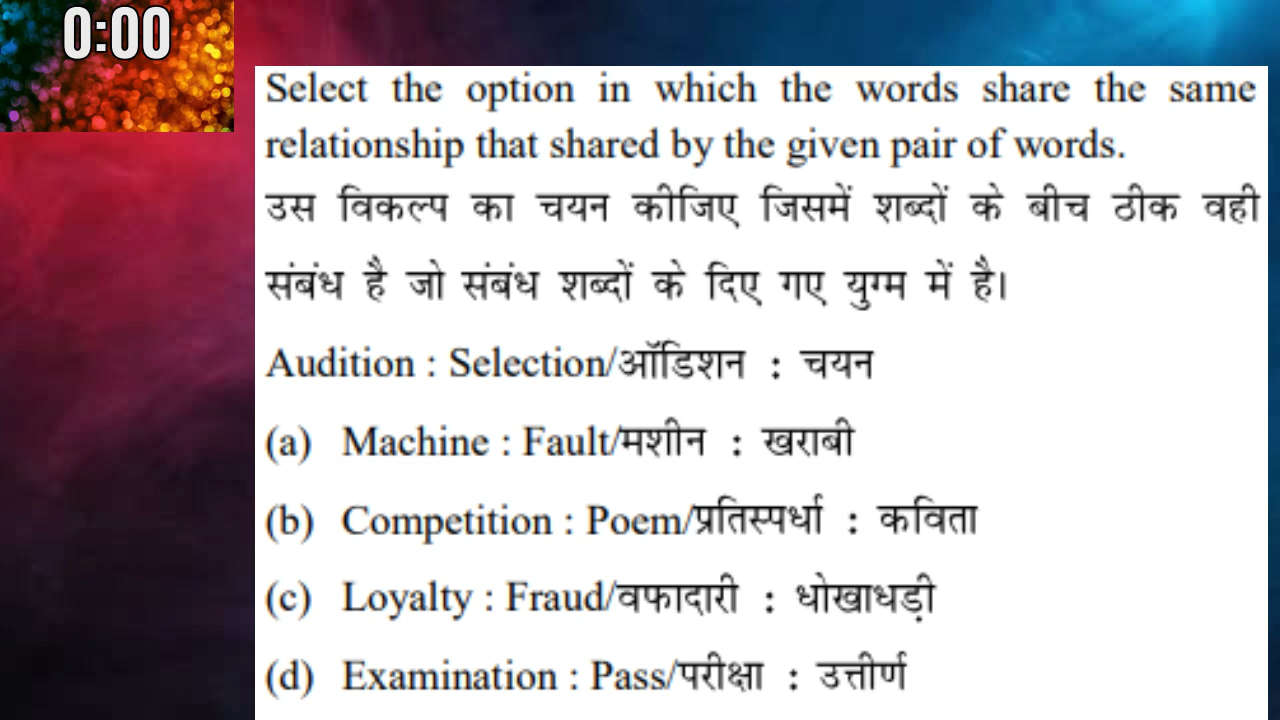 0:00
Select the option in which the words share the same
relationship that shared by the given pair of words.
उस विकल्प का चयन कीजिए जिसमें शब्दों के बीच ठीक वही
संबंध है जो संबंध शब्दों के दिए गए युग्म में है।
Audition : Selection/ऑडिशन : चयन
(a) Machine : Fault/मशीन : खराबी
(b) Competition : Poem/प्रतिस्पर्धा : कविता
(c) Loyalty : Fraud/वफादारी : धोखाधड़ी
(d) Examination : Pass/परीक्षा : उत्तीर्ण